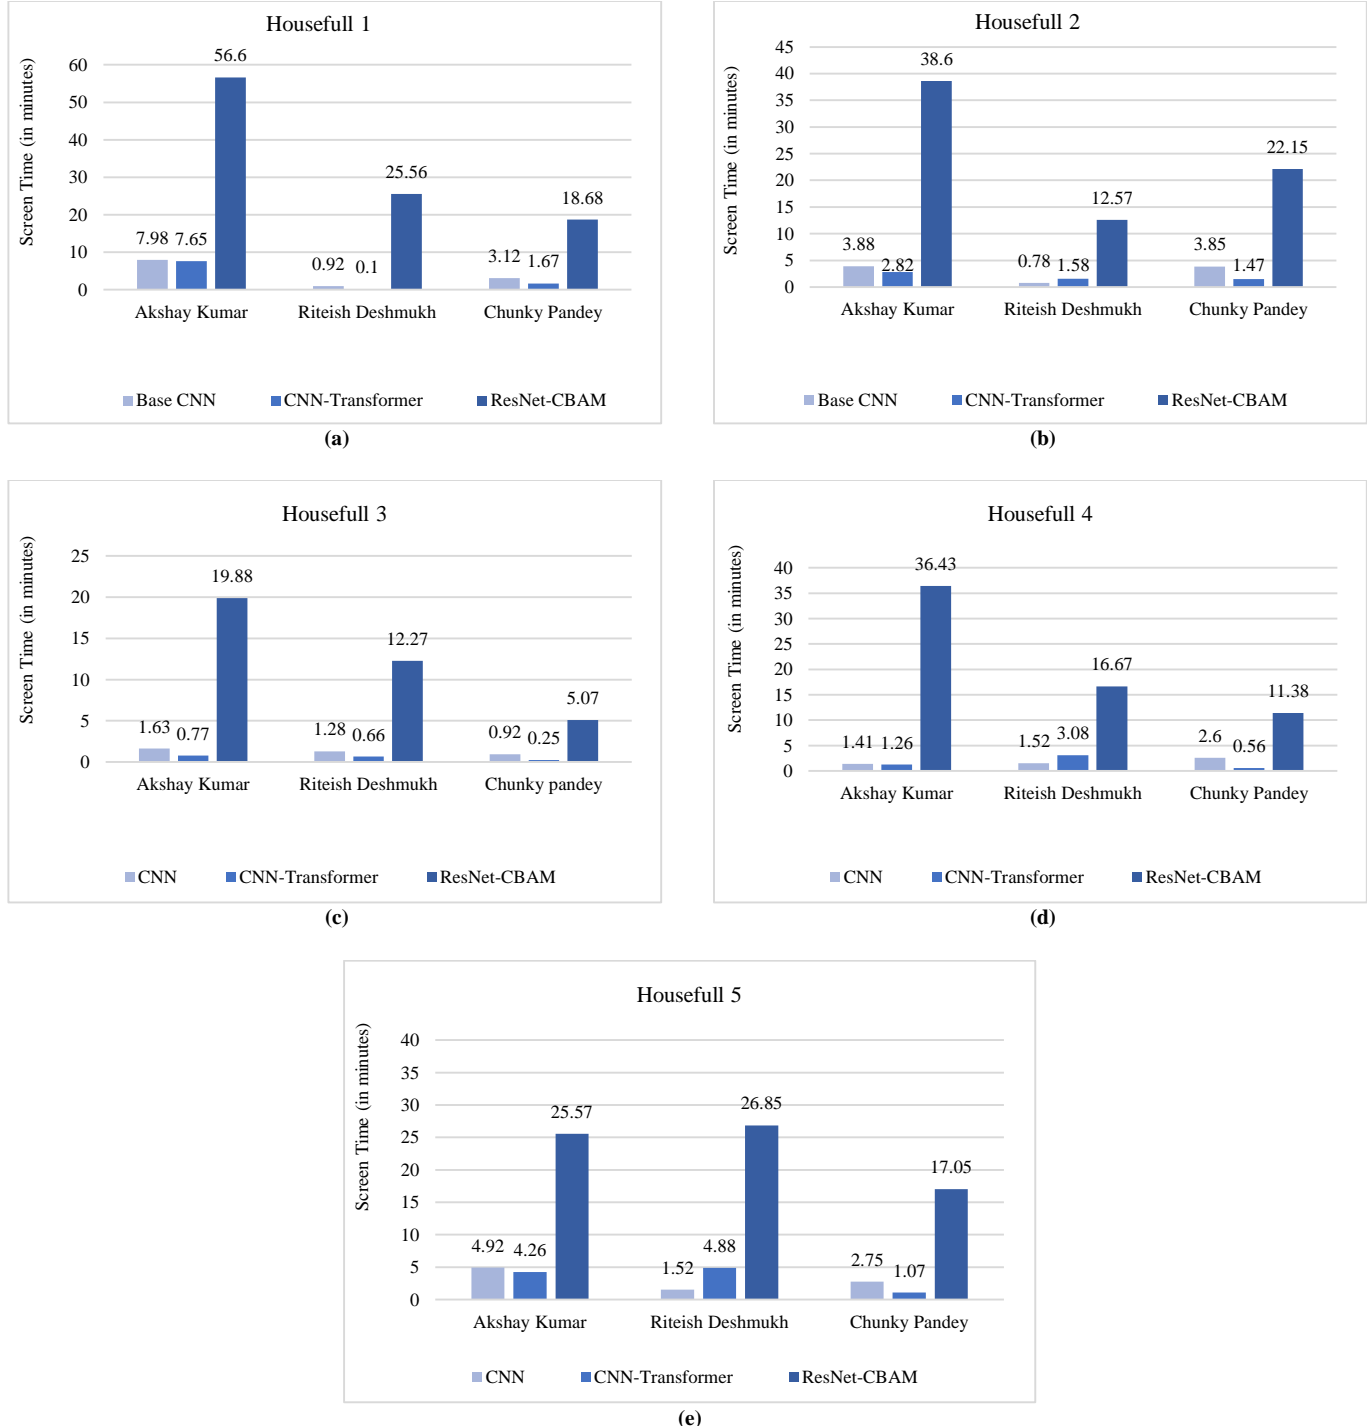 Housefull 1
Screen Time (in minutes)
60
50
40
30
20
10
0
7.98 7.65 56.6
0.92 0.1 25.56
3.12 1.67 18.68
Akshay Kumar Riteish Deshmukh Chunky Pandey
Base CNN CNN-Transformer ResNet-CBAM
(a)
Housefull 2
Screen Time (in minutes)
45
40
35
30
25
20
15
10
5
0
3.88 2.82 38.6
0.78 1.58 12.57
3.85 1.47 22.15
Akshay Kumar Riteish Deshmukh Chunky Pandey
Base CNN CNN-Transformer ResNet-CBAM
(b)
Housefull 3
Screen Time (in minutes)
25
20
15
10
5
0
1.63 0.77 19.88
1.28 0.66 12.27
0.92 0.25 5.07
Akshay Kumar Riteish Deshmukh Chunky pandey
CNN CNN-Transformer ResNet-CBAM
(c)
Housefull 4
Screen Time (in minutes)
40
35
30
25
20
15
10
5
0
1.41 1.26 36.43
1.52 3.08 16.67
2.6 0.56 11.38
Akshay Kumar Riteish Deshmukh Chunky Pandey
CNN CNN-Transformer ResNet-CBAM
(d)
Housefull 5
Screen Time (in minutes)
40
35
30
25
20
15
10
5
0
4.92 4.26 25.57
1.52 4.88 26.85
2.75 1.07 17.05
Akshay Kumar Riteish Deshmukh Chunky Pandey
CNN CNN-Transformer ResNet-CBAM
(e)